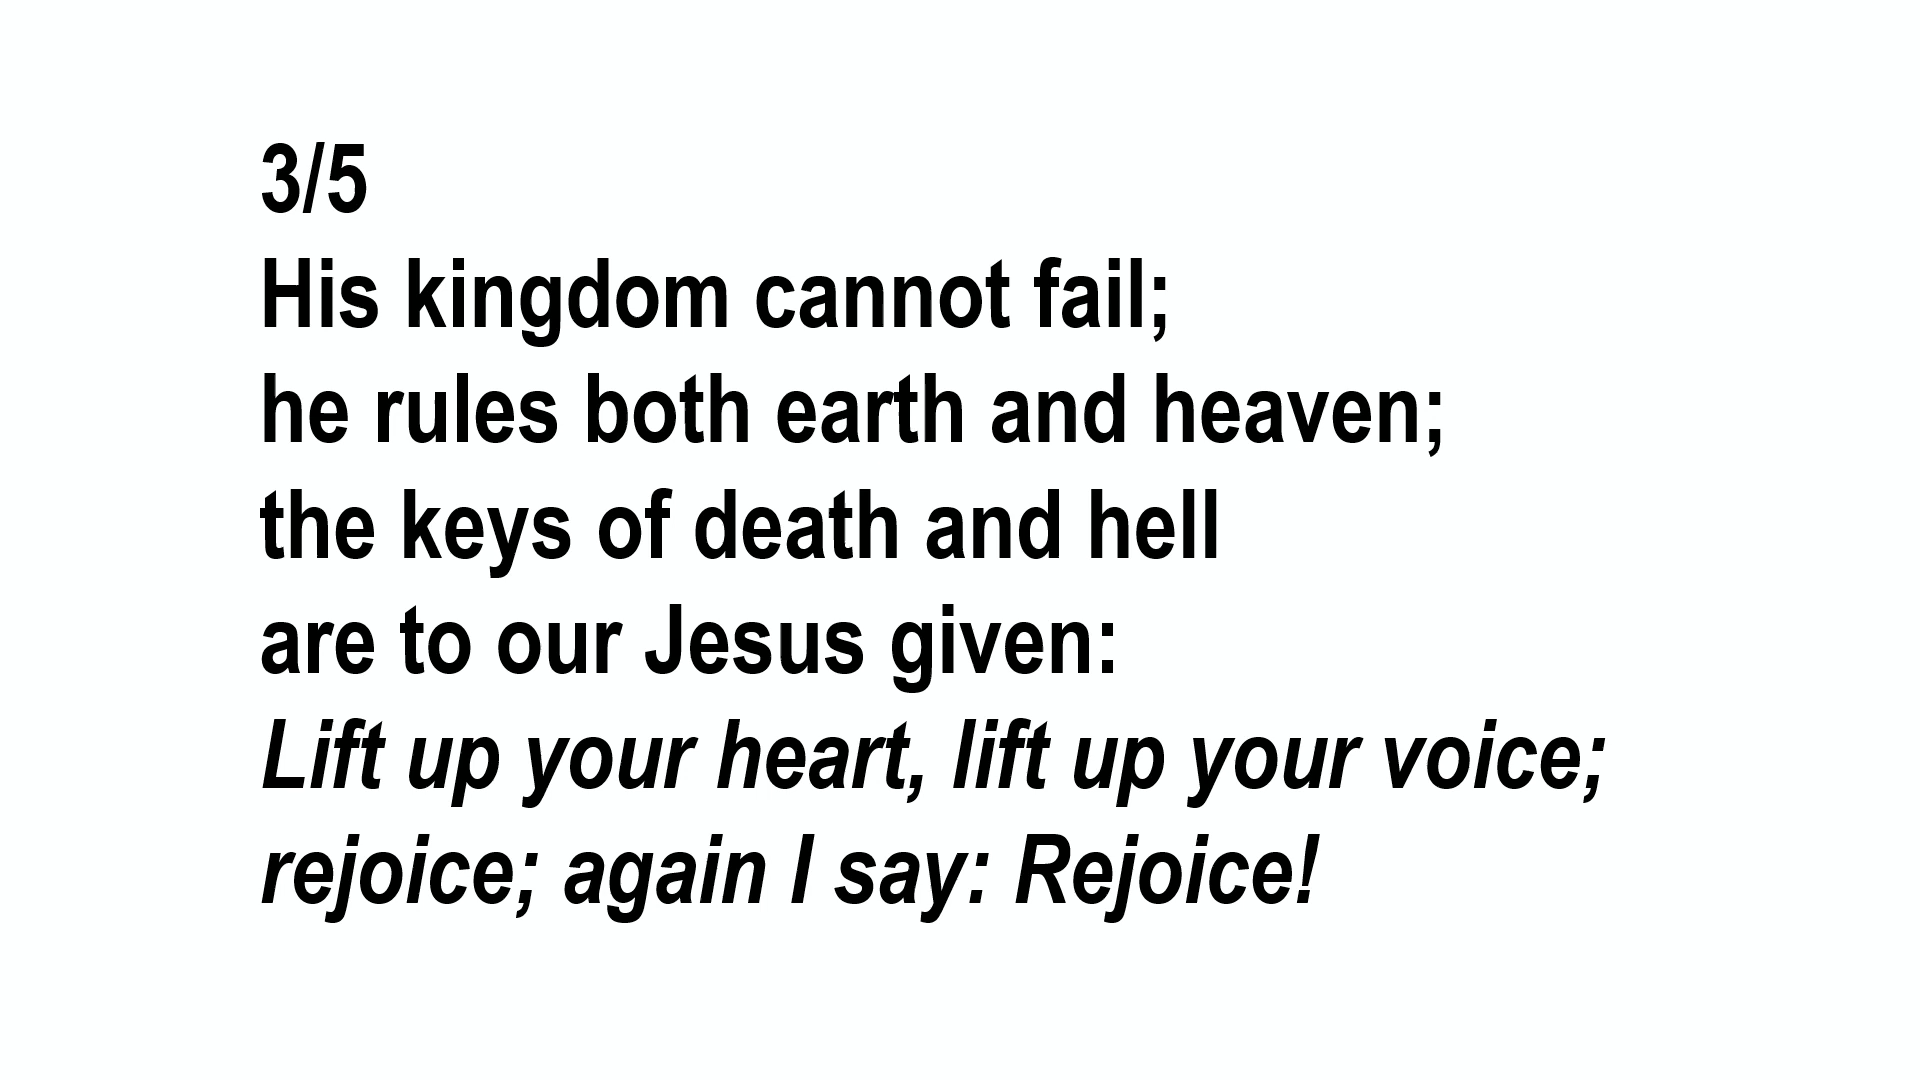 3/5
His kingdom cannot fail;
he rules both earth and heaven;
the keys of death and hell
are to our Jesus given:
Lift up your heart, lift up your voice;
rejoice; again I say: Rejoice!